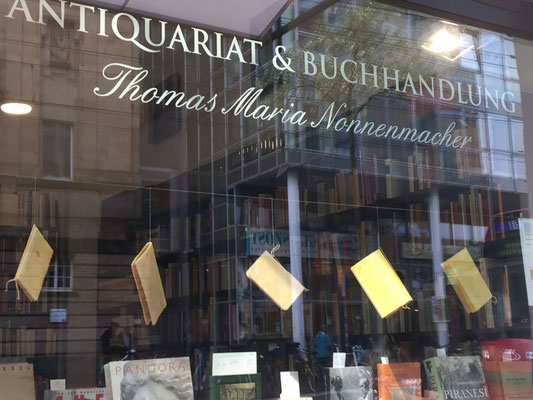 ANTIQUARIAT & BUCHHANDLUNG
Thomas Maria Nonnenmacher
PANDORA
PIRANESI